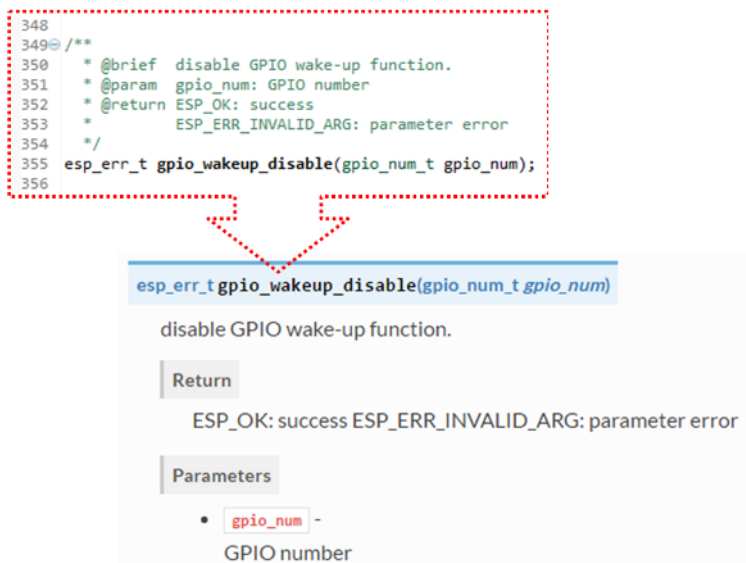 348
349 /**
350 * @brief disable GPIO wake-up function.
351 * @param gpio_num: GPIO number
352 * @return ESP_OK: success
353 * ESP_ERR_INVALID_ARG: parameter error
354 */
355 esp_err_t gpio_wakeup_disable(gpio_num_t gpio_num);
356
esp_err_t gpio_wakeup_disable(gpio_num_t gpio_num)
disable GPIO wake-up function.
Return
ESP_OK: success ESP_ERR_INVALID_ARG: parameter error
Parameters
• gpio_num -
GPIO number